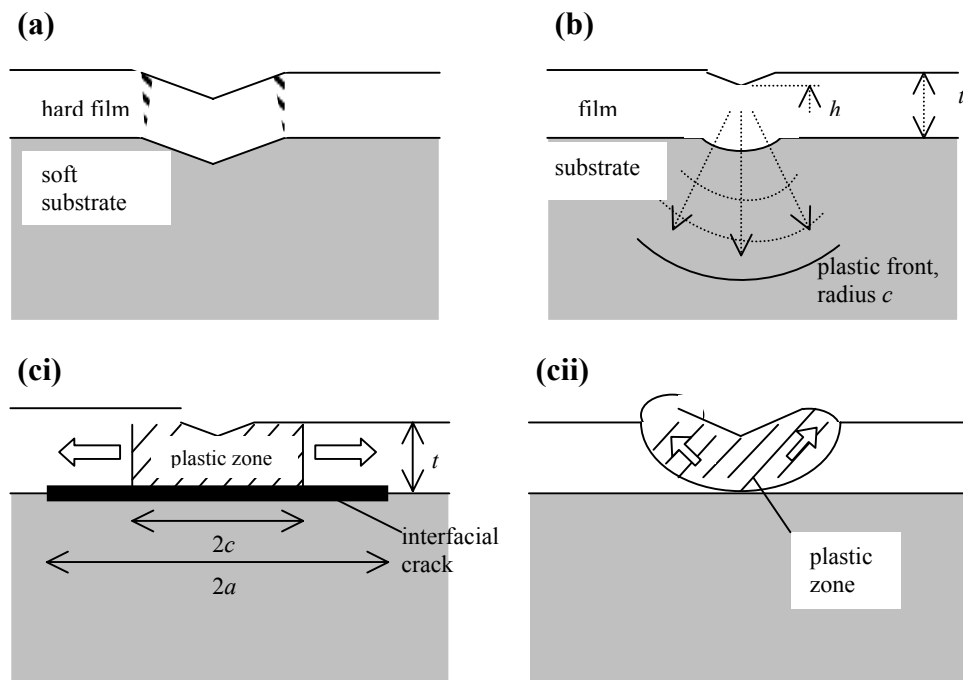 (a)
hard film
soft
substrate
(b)
film
h
t
substrate
plastic front,
radius c
(ci)
plastic zone
t
interfacial
crack
2c
2a
(cii)
plastic
zone